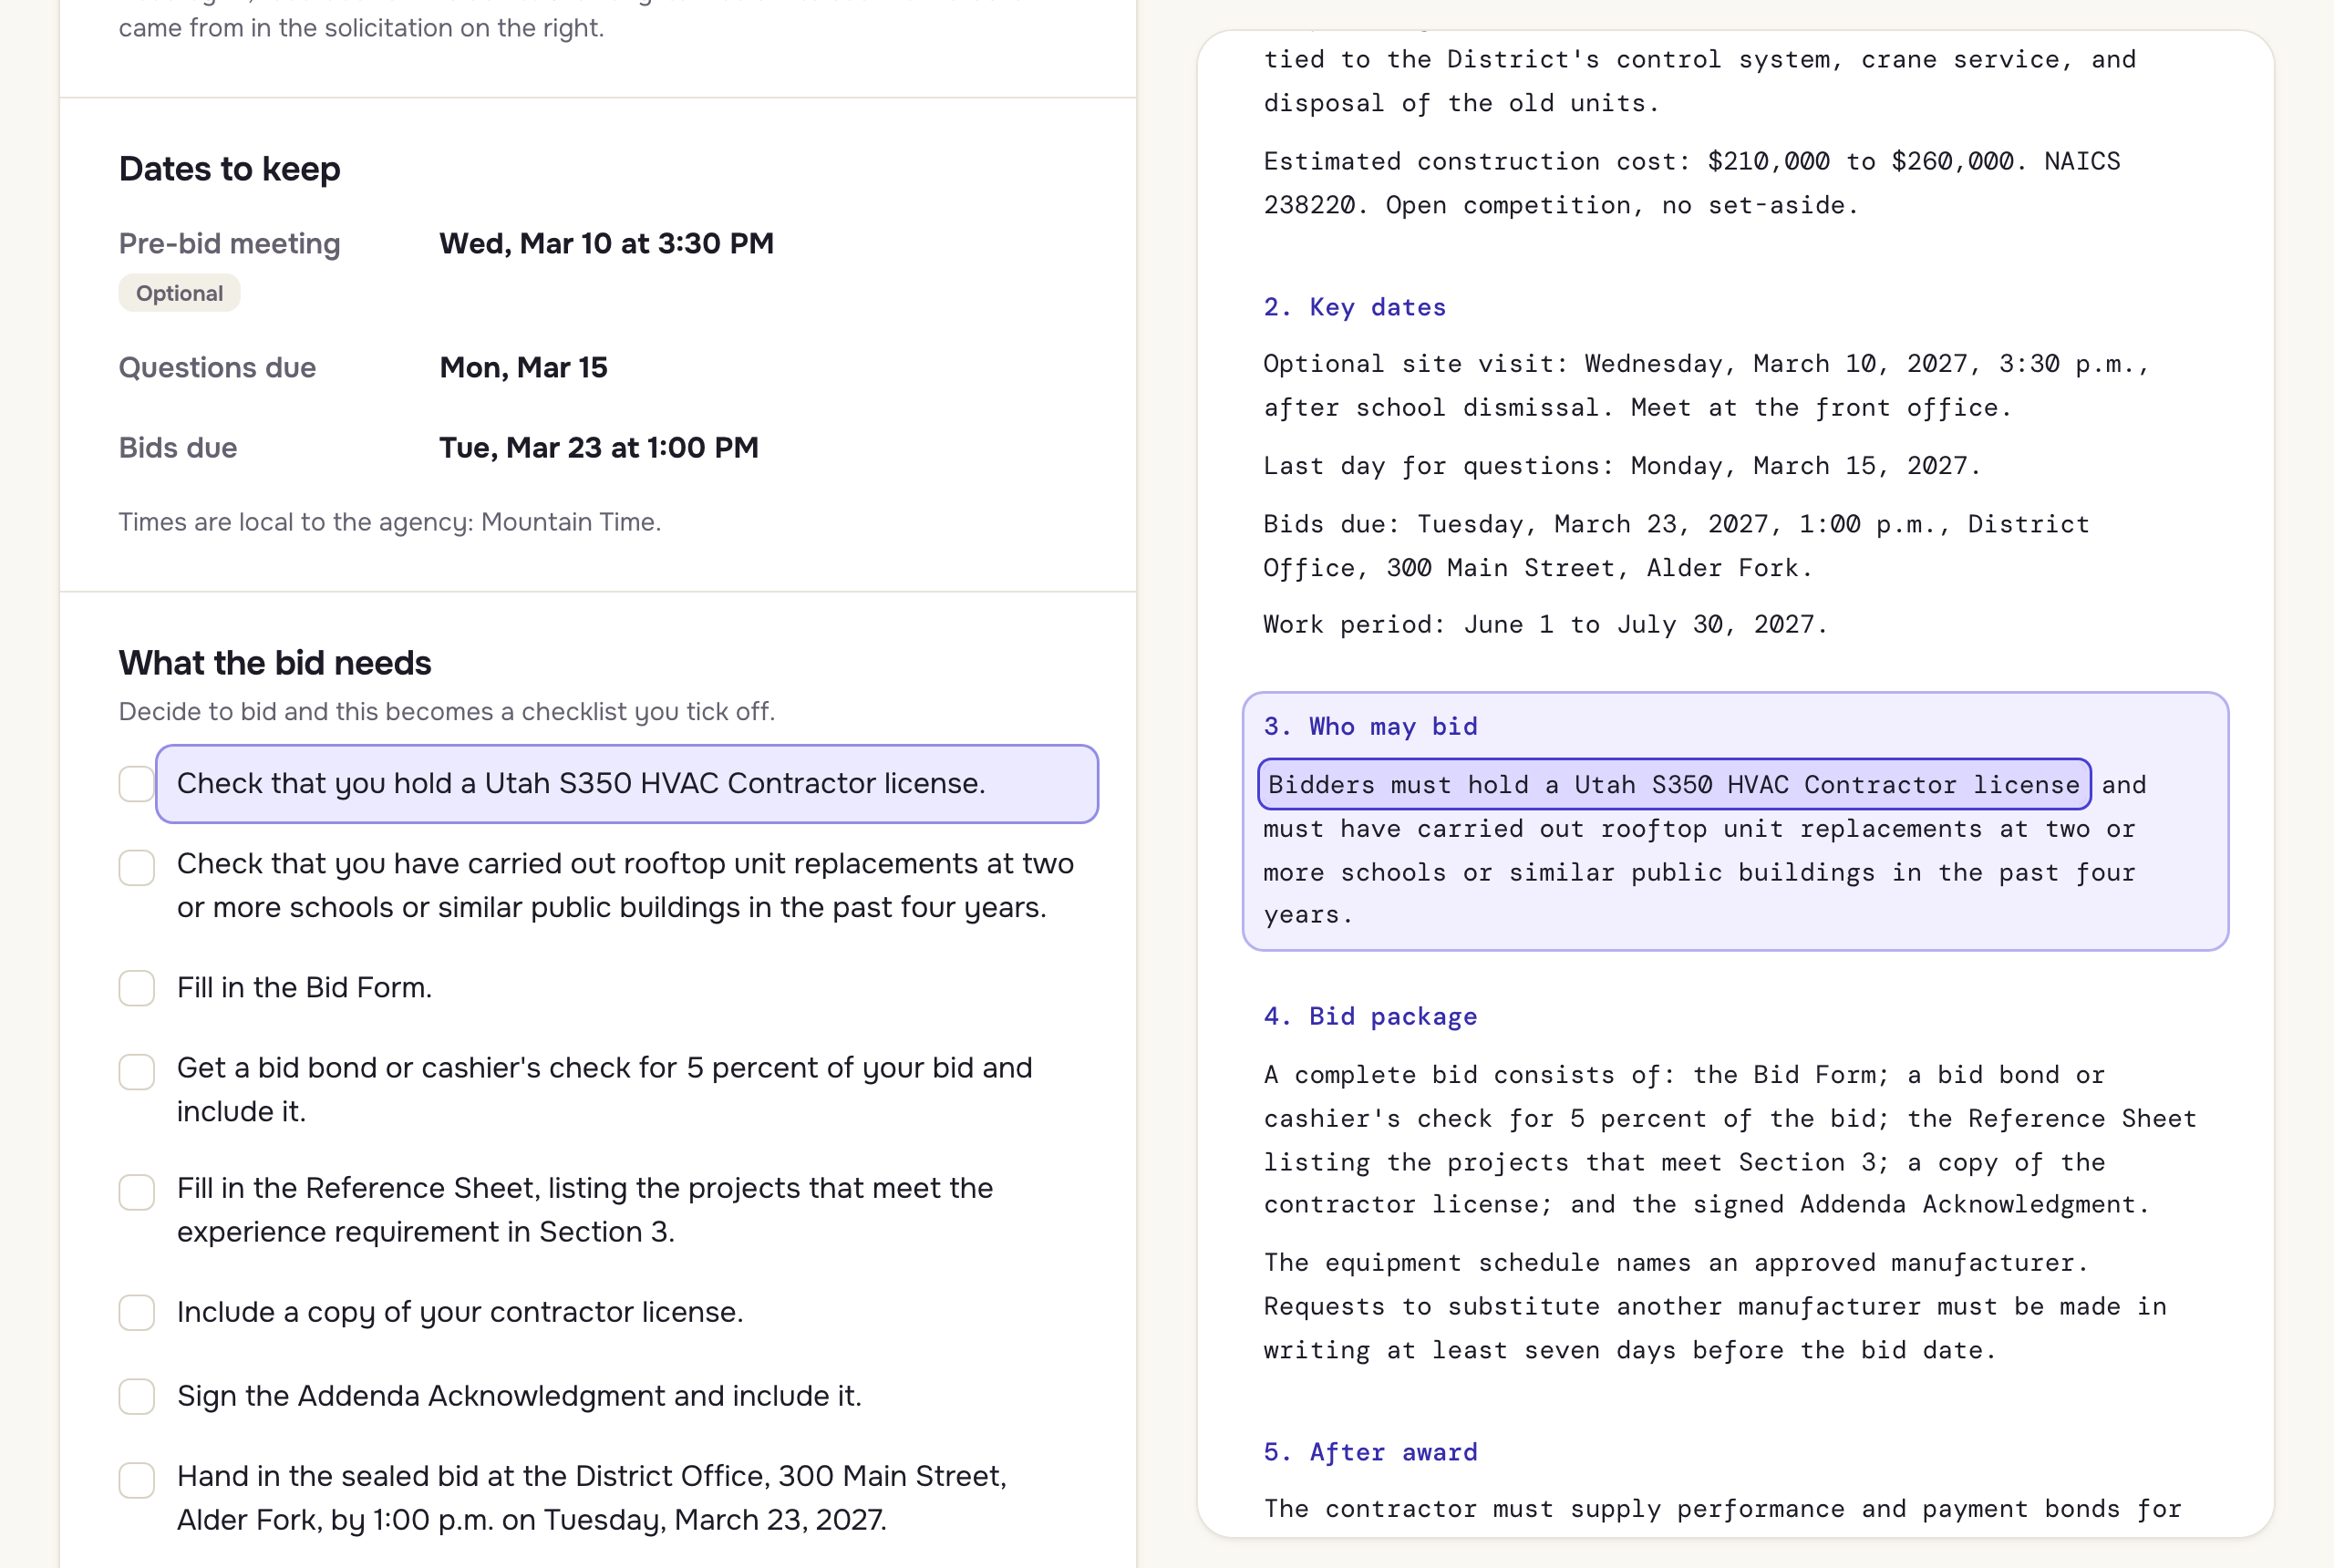 came from in the solicitation on the right.
Dates to keep
Pre-bid meeting
Wed, Mar 10 at 3:30 PM
Optional
Questions due
Mon, Mar 15
Bids due
Tue, Mar 23 at 1:00 PM
Times are local to the agency: Mountain Time.
What the bid needs
Decide to bid and this becomes a checklist you tick off.
Check that you hold a Utah S350 HVAC Contractor license.
Check that you have carried out rooftop unit replacements at two
or more schools or similar public buildings in the past four years.
Fill in the Bid Form.
Get a bid bond or cashier's check for 5 percent of your bid and
include it.
Fill in the Reference Sheet, listing the projects that meet the
experience requirement in Section 3.
Include a copy of your contractor license.
Sign the Addenda Acknowledgment and include it.
Hand in the sealed bid at the District Office, 300 Main Street,
Alder Fork, by 1:00 p.m. on Tuesday, March 23, 2027.
tied to the District's control system, crane service, and
disposal of the old units.
Estimated construction cost: $210,000 to $260,000. NAICS
238220. Open competition, no set-aside.
2. Key dates
Optional site visit: Wednesday, March 10, 2027, 3:30 p.m.,
after school dismissal. Meet at the front office.
Last day for questions: Monday, March 15, 2027.
Bids due: Tuesday, March 23, 2027, 1:00 p.m., District
Office, 300 Main Street, Alder Fork.
Work period: June 1 to July 30, 2027.
3. Who may bid
Bidders must hold a Utah S350 HVAC Contractor license and
must have carried out rooftop unit replacements at two or
more schools or similar public buildings in the past four
years.
4. Bid package
A complete bid consists of: the Bid Form; a bid bond or
cashier's check for 5 percent of the bid; the Reference Sheet
listing the projects that meet Section 3; a copy of the
contractor license; and the signed Addenda Acknowledgment.
The equipment schedule names an approved manufacturer.
Requests to substitute another manufacturer must be made in
writing at least seven days before the bid date.
5. After award
The contractor must supply performance and payment bonds for